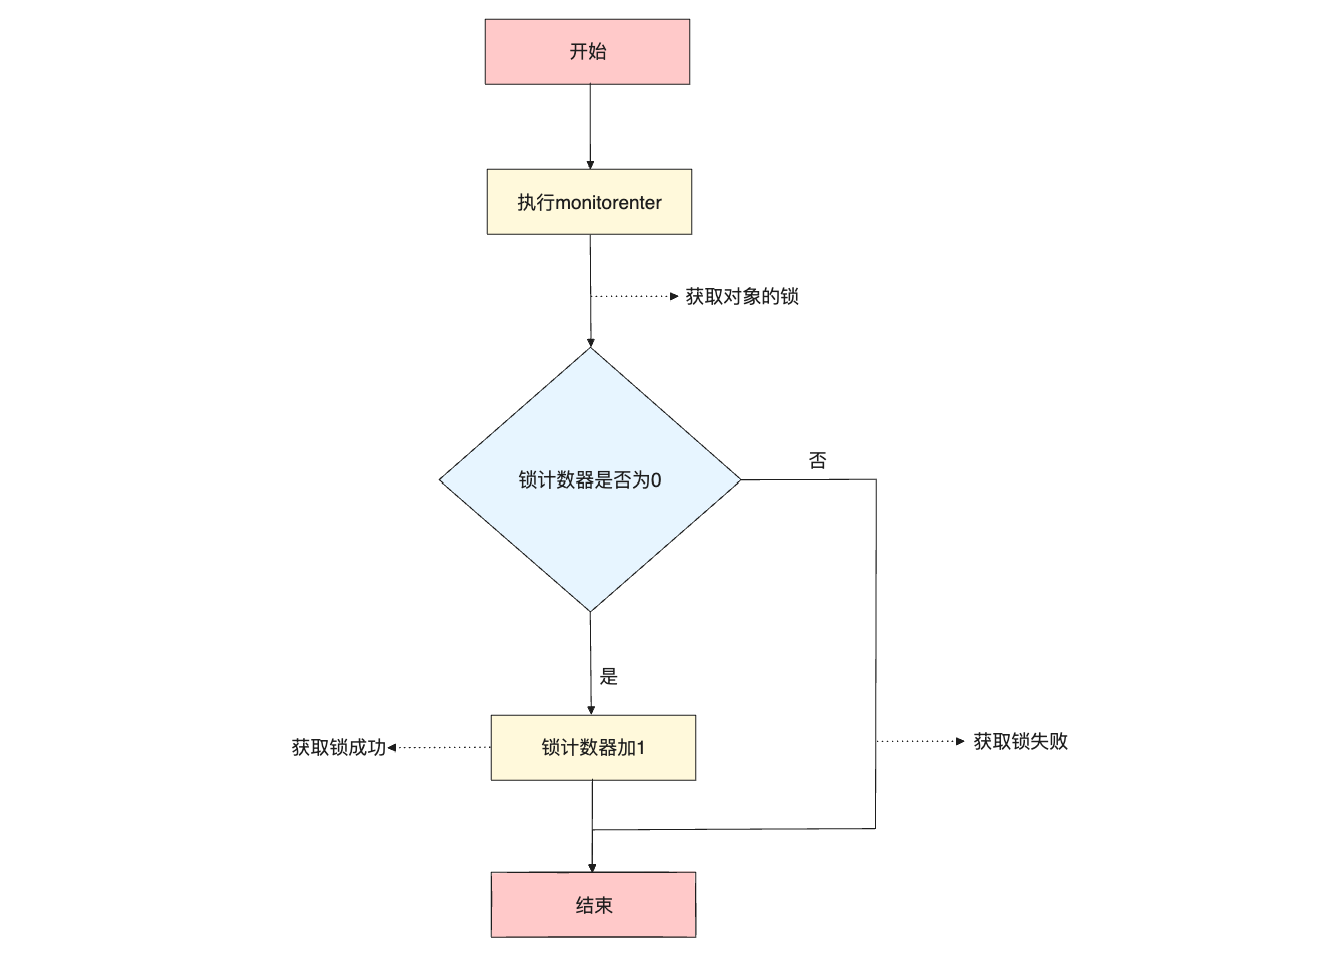 开始
执行monitorenter
获取对象的锁
锁计数器是否为0
否
是
获取锁成功
锁计数器加1
获取锁失败
结束